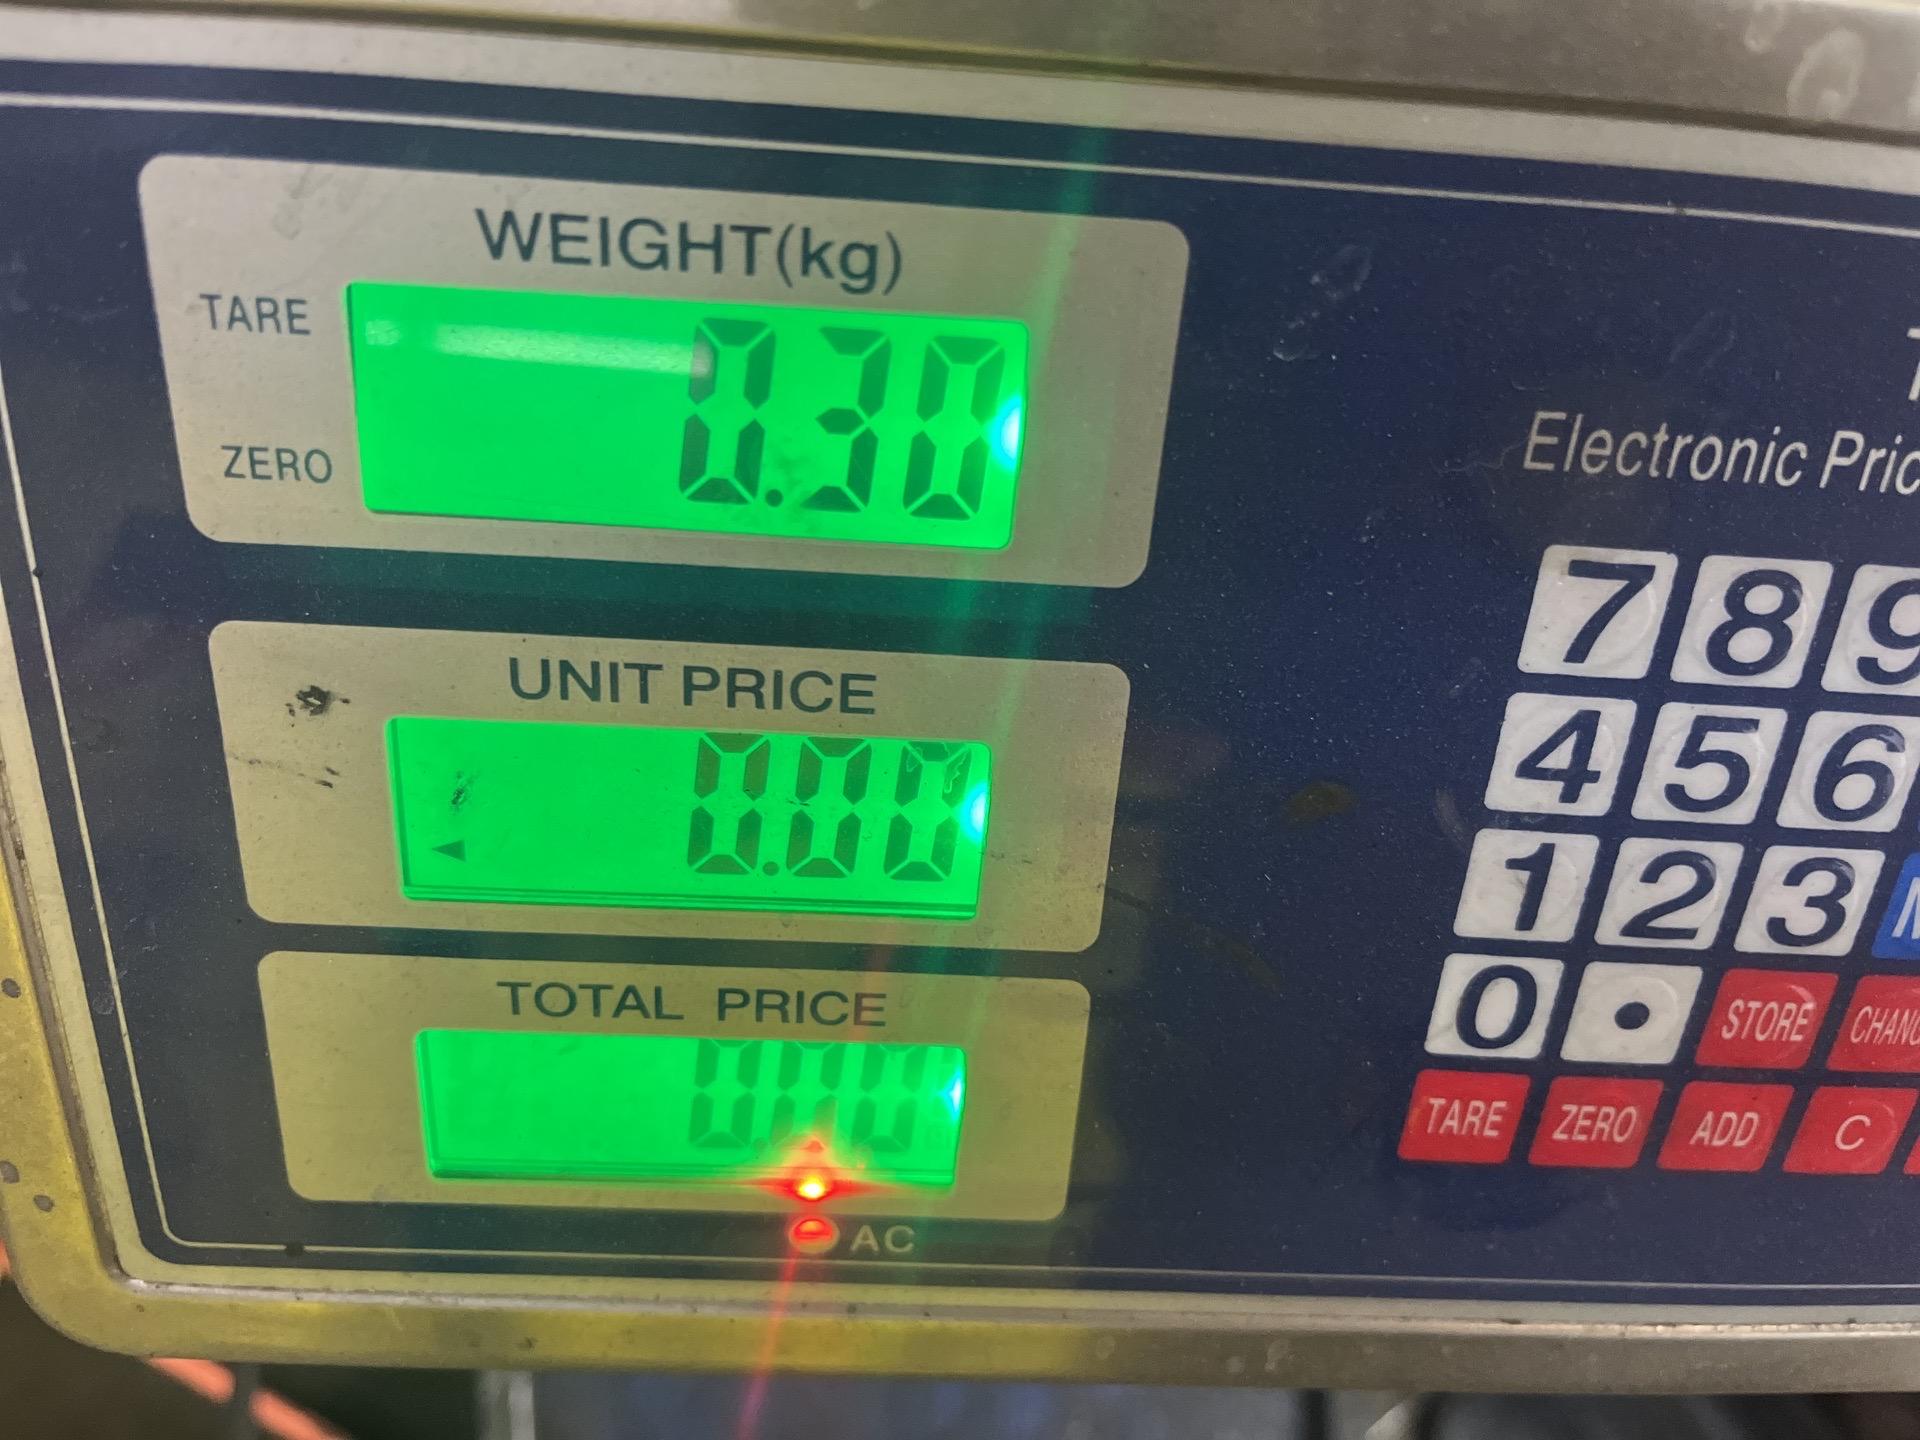 WEIGHT(kg)
TARE
0.30
ZERO
UNIT PRICE
0.00
TOTAL PRICE
0.00
AC
Electronic
7 8 9
4 5 6
1 2 3
0 .
STORE
TARE ZERO ADD C